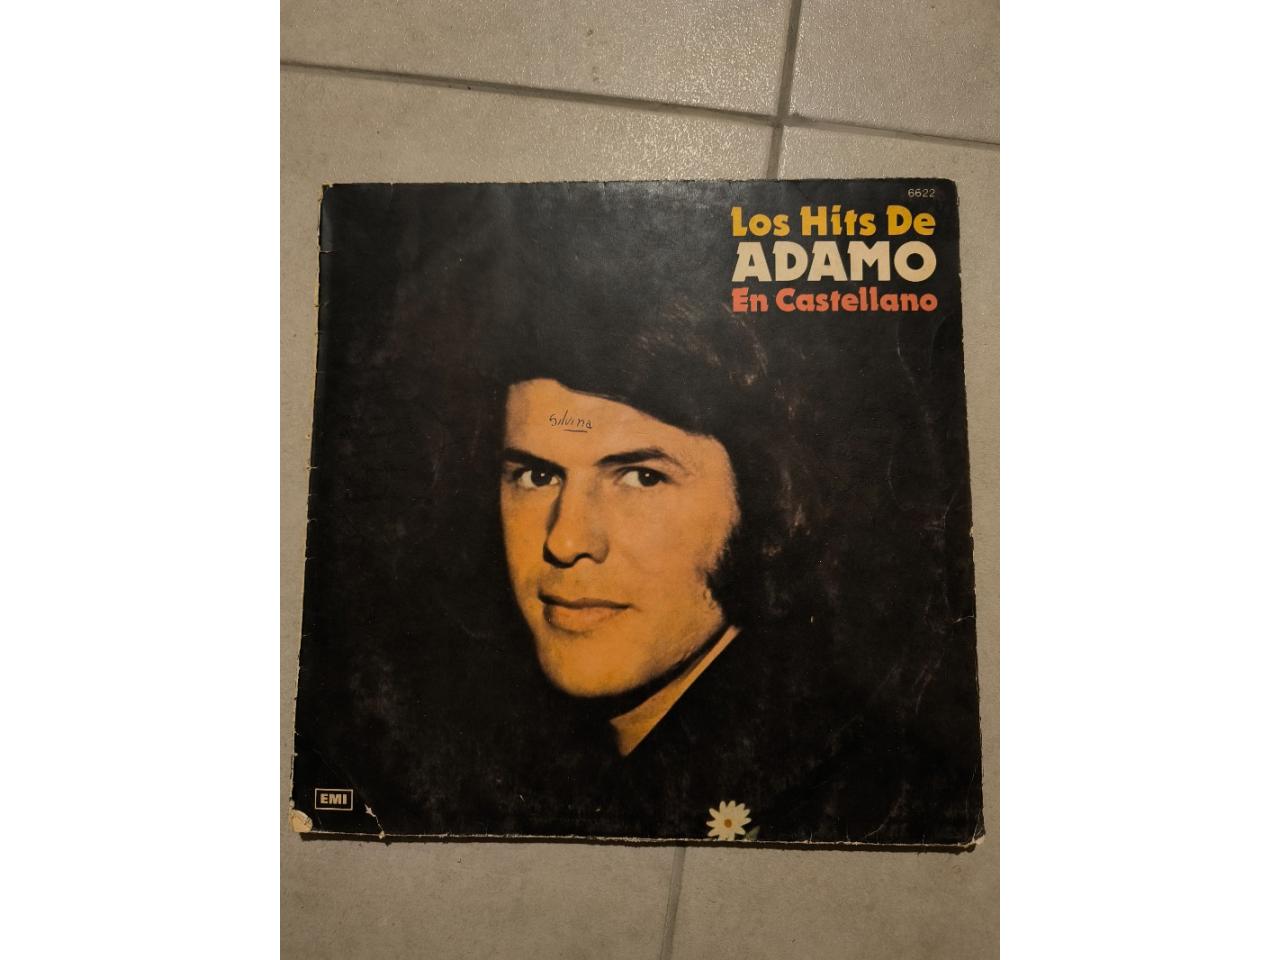 6622
Los Hits De
ADAMO
En Castellano
Silvina
EMI